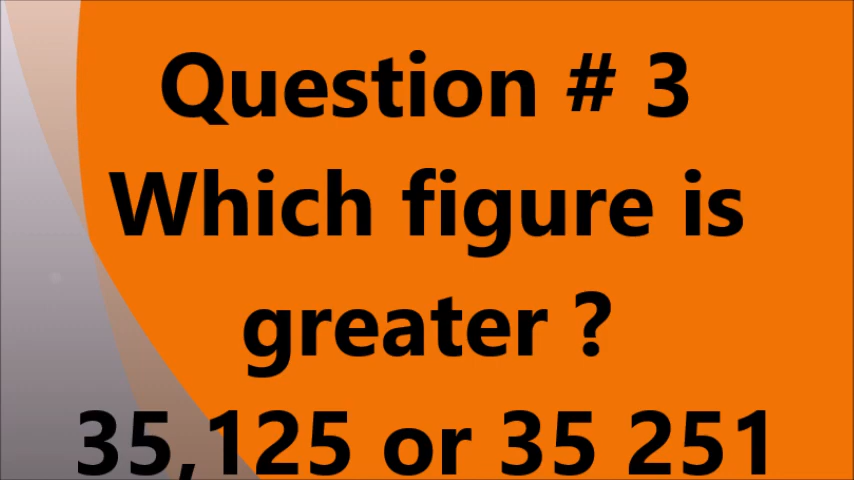 Question # 3
Which figure is
greater ?
35,125 or 35 251